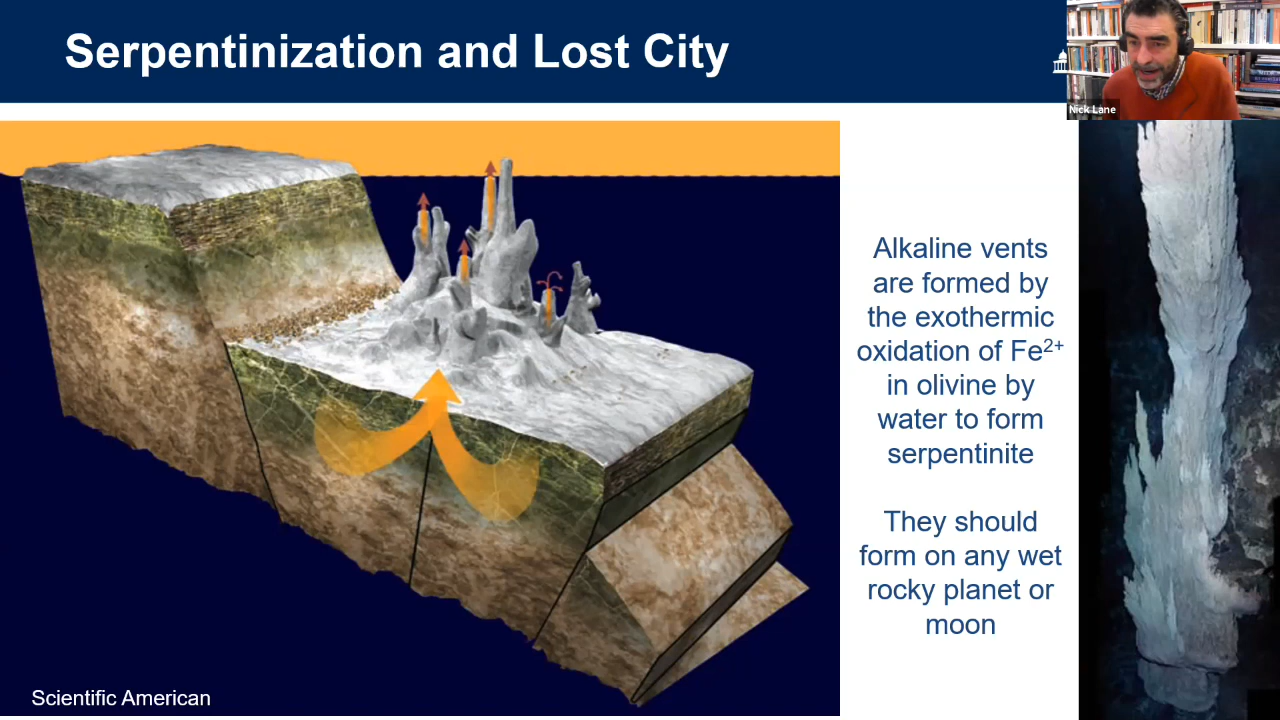 Serpentinization and Lost City
Nick Lane
Alkaline vents
are formed by
the exothermic
oxidation of Fe²⁺
in olivine by
water to form
serpentinite
They should
form on any wet
rocky planet or
moon
Scientific American